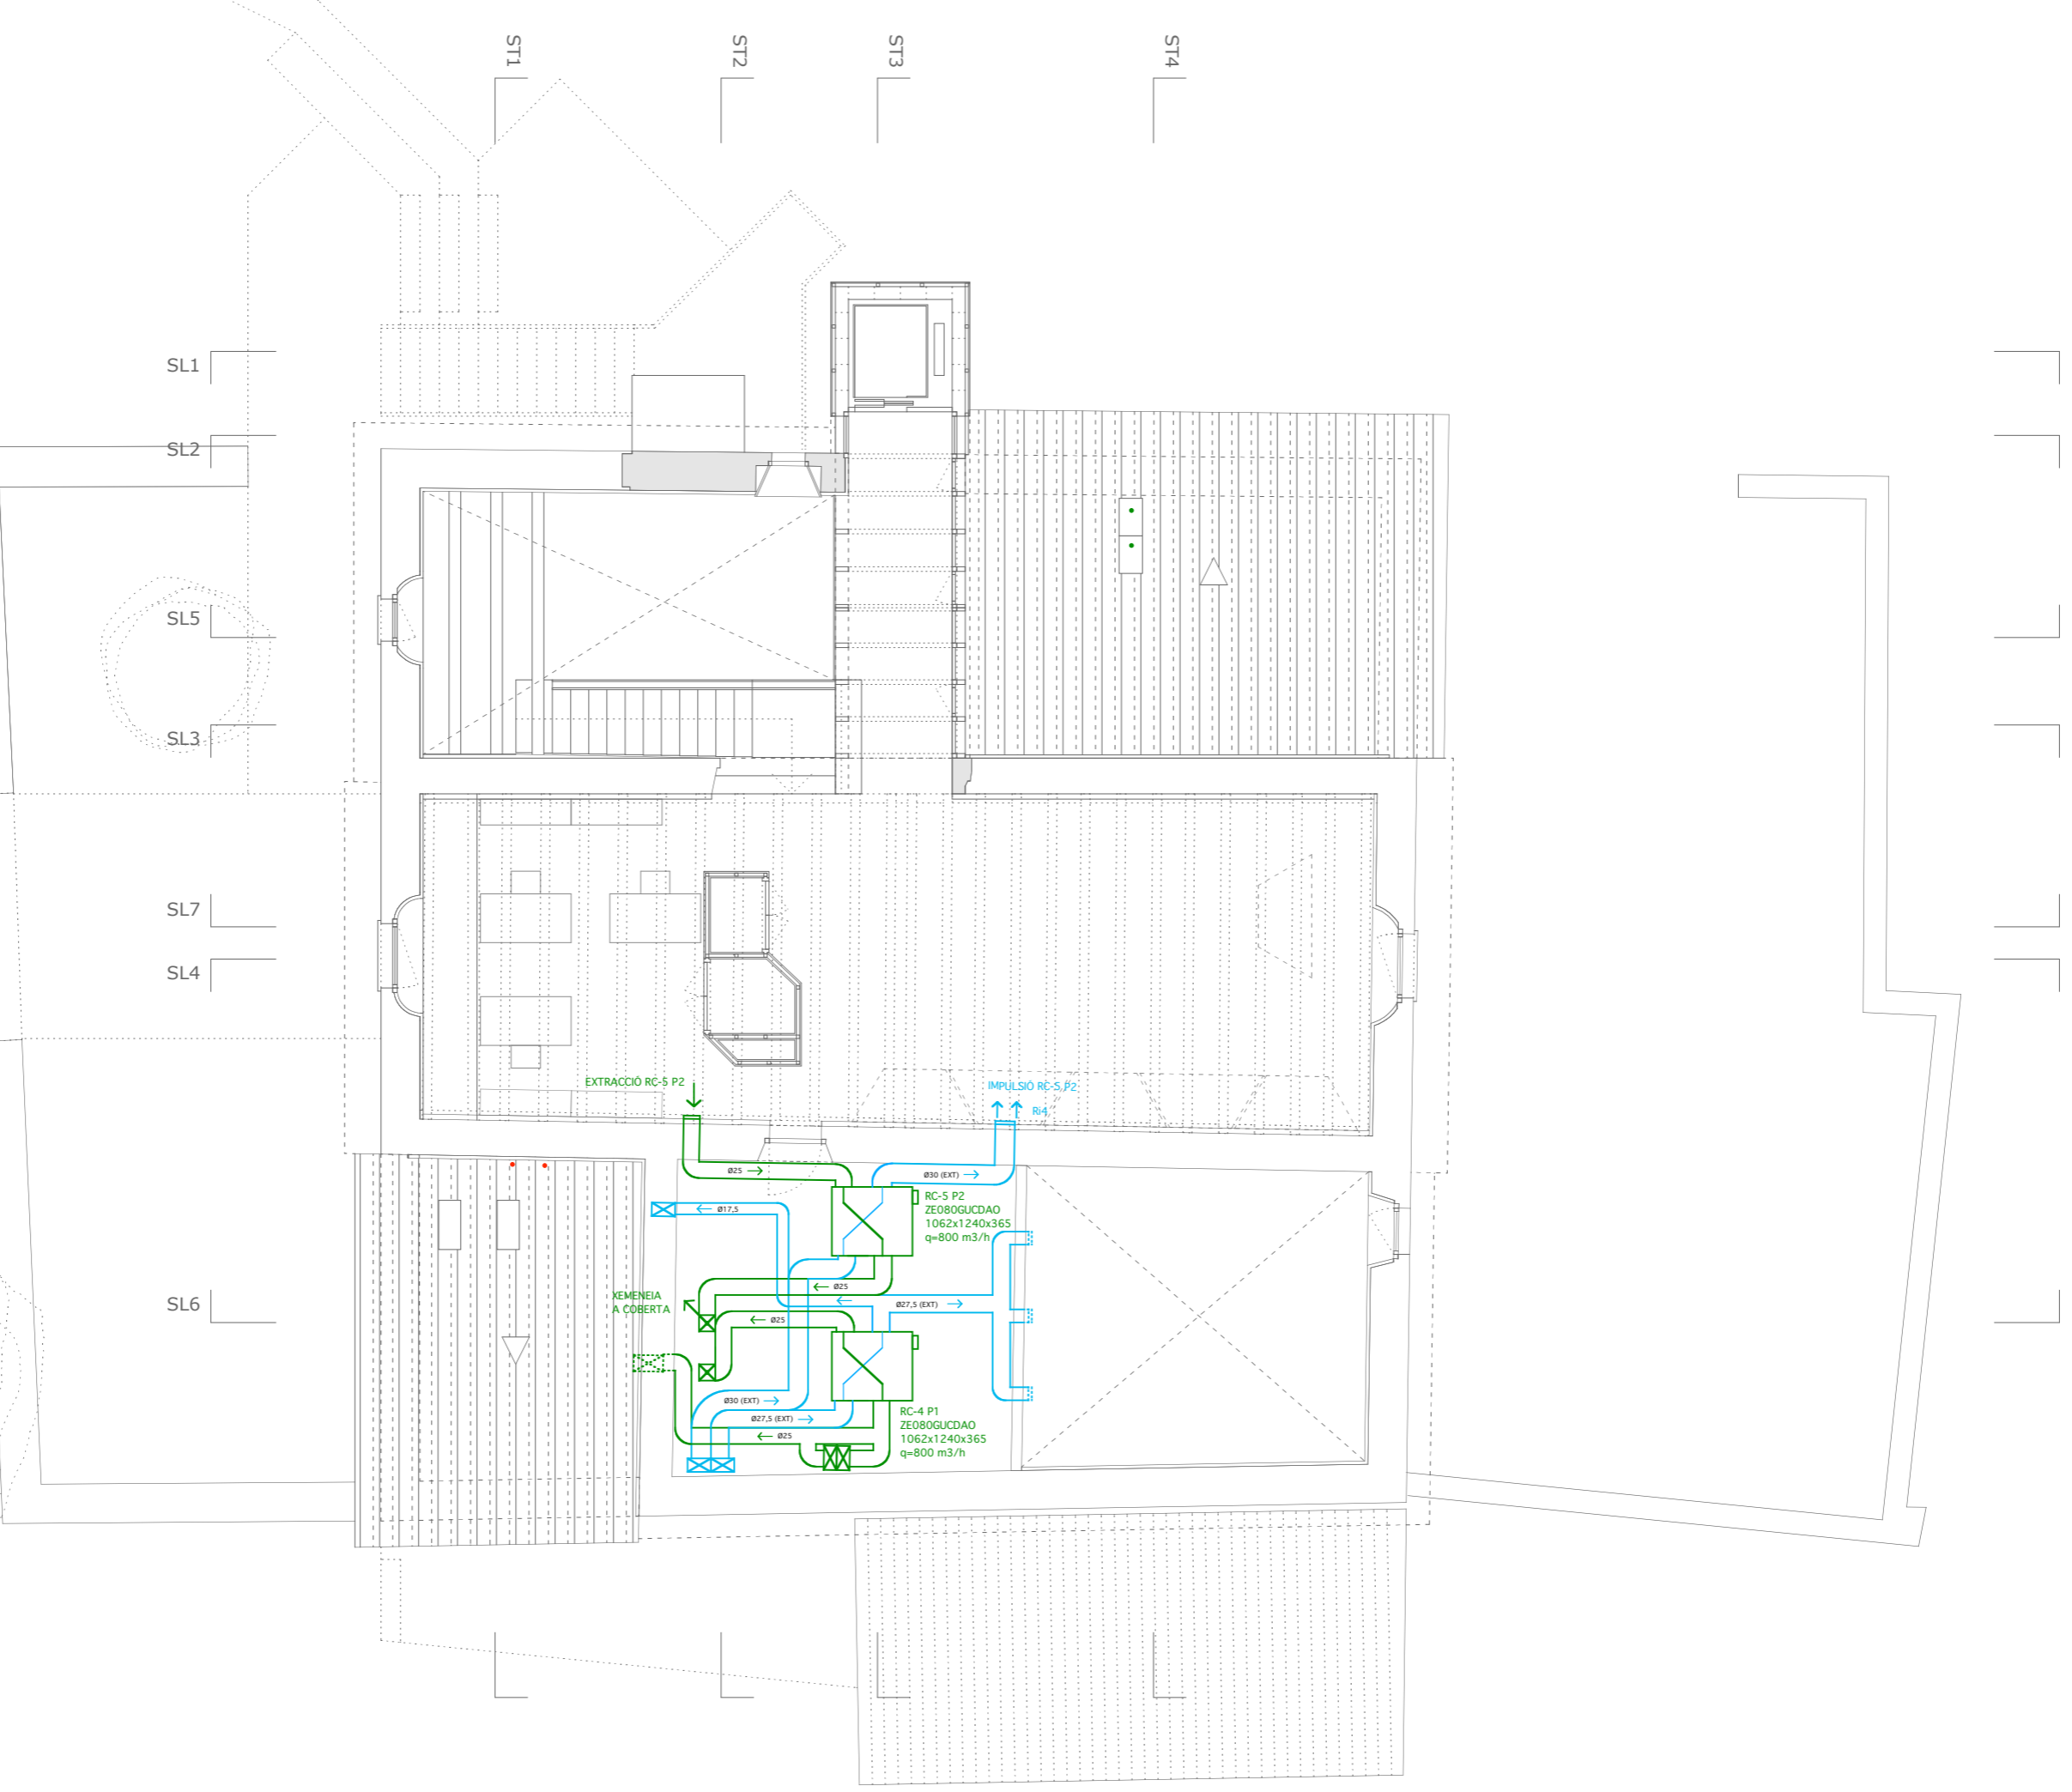 ST1
ST2
ST3
ST4
SL1
SL2
SL5
SL3
SL7
SL4
SL6
EXTRACCIÓ RC-5 P2
IMPULSIÓ RC-5 P2
Ri4
Ø25
Ø30 (EXT)
RC-5 P2
ZE080GUCDAO
1062x1240x365
q=800 m3/h
Ø17,5
Ø25
XEMENEIA
A COBERTA
Ø27,5 (EXT)
Ø25
Ø30 (EXT)
Ø27,5 (EXT)
Ø25
RC-4 P1
ZE080GUCDAO
1062x1240x365
q=800 m3/h